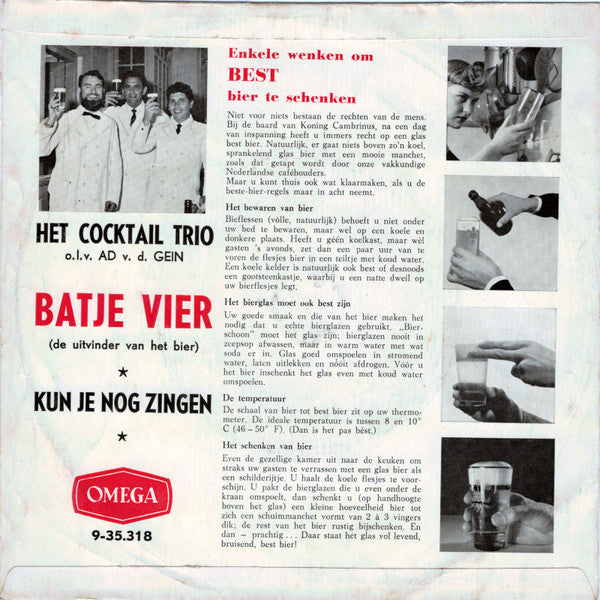 HET COCKTAIL TRIO
o.l.v. AD v. d. GEIN
BATJE VIER
(de uitvinder van het bier)
★
KUN JE NOG ZINGEN
★
OMEGA
9-35.318
Enkele wenken om
BEST
bier te schenken
Niet voor niets bestaan de rechten van de mens.
Bij de baard van Koning Cambrinus, na een dag
van inspanning heeft u immers recht op een glas
best bier. Natuurlijk, er gaat niets boven zo'n koel,
sprankelend glas bier met een mooie manchet,
zoals dat getapt wordt door onze vakkundige
Nederlandse caféhouders.
Maar u kunt thuis ook wat klaarmaken, als u de
beste-bier-regels maar in acht neemt.
Het bewaren van bier
Bierflessen (vólle, natuurlijk) behoeft u niet onder
uw bed te bewaren, maar wel op een koele en
donkere plaats. Heeft u géén koelkast, maar wèl
gasten 's avonds, zet dan een paar uur van te
voren de flesjes bier in een teiltje met koud water.
Een koele kelder is natuurlijk ook best of desnoods
een gootsteenkastje, waarbij u een natte dweil op
uw bierflesjes legt.
Het bierglas moet ook best zijn
Uw goede smaak en die van het bier maken het
nodig dat u echte bierglazen gebruikt. „Bier-
schoon” moet het glas zijn; bierglazen nooit in
zeepsop afwassen, maar in warm water met wat
soda er in. Glas goed omspoelen in stromend
water, laten uitlekken en nóóit afdrogen. Vóór u
het bier inschenkt het glas even met koud water
omspoelen.
De temperatuur
De schaal van bier tot best bier zit op uw thermo-
meter. De ideale temperatuur is tussen 8 en 10°
C (46 – 50° F). (Dan is het pas bèst.)
Het schenken van bier
Even de gezellige kamer uit naar de keuken om
straks uw gasten te verrassen met een glas bier als
een schilderijtje. U haalt de koele flesjes te voor-
schijn. U pakt de bierglazen die u even onder de
kraan omspoelt, dan schenkt u (op handhoogte
boven het glas) een kleine hoeveelheid bier tot
zich een schuimmanchet vormt van 2 à 3 vingers
dik; de rest van het bier rustig bijschenken. En
dan – prachtig ... Daar staat het glas vol levend,
bruisend, best bier!